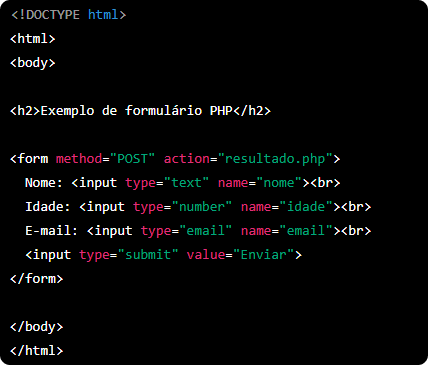 <!DOCTYPE html>
<html>
<body>
<h2>Exemplo de formulário PHP</h2>
<form method="POST" action="resultado.php">
Nome: <input type="text" name="nome"><br>
Idade: <input type="number" name="idade"><br>
E-mail: <input type="email" name="email"><br>
<input type="submit" value="Enviar">
</form>
</body>
</html>